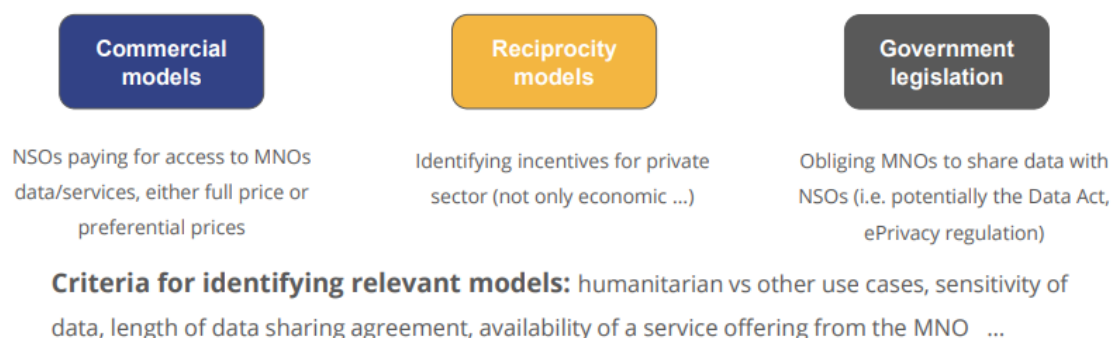 Commercial
models
Reciprocity
models
Government
legislation
NSOs paying for access to MNOs
data/services, either full price or
preferential prices
Identifying incentives for private
sector (not only economic ...)
Obliging MNOs to share data with
NSOs (i.e. potentially the Data Act,
ePrivacy regulation)
Criteria for identifying relevant models: humanitarian vs other use cases, sensitivity of
data, length of data sharing agreement, availability of a service offering from the MNO ...